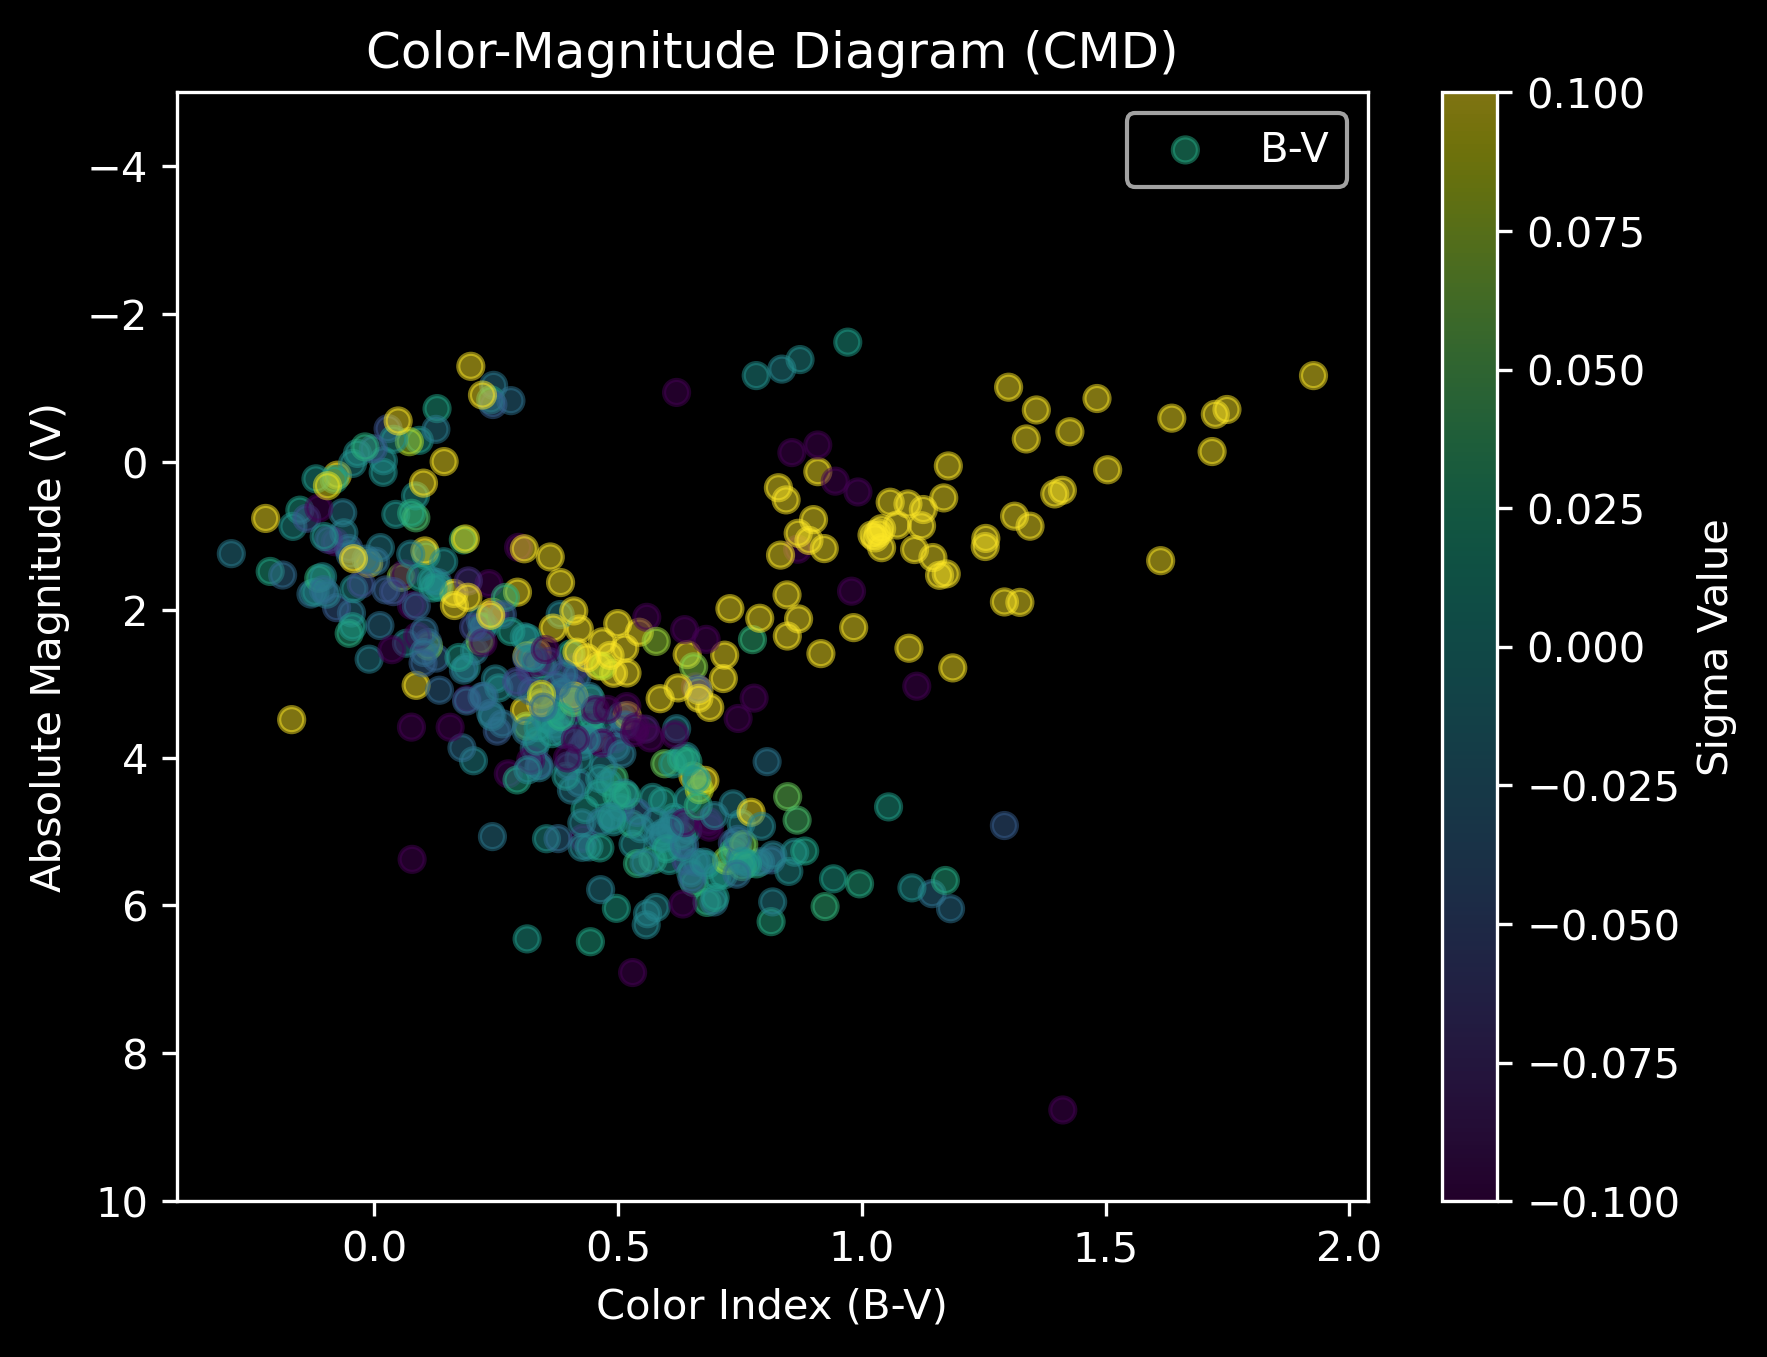 Color-Magnitude Diagram (CMD)
B-V
Absolute Magnitude (V)
−4
−2
0
2
4
6
8
10
0.0 0.5 1.0 1.5 2.0
Color Index (B-V)
0.100
0.075
0.050
0.025
0.000
−0.025
−0.050
−0.075
−0.100
Sigma Value